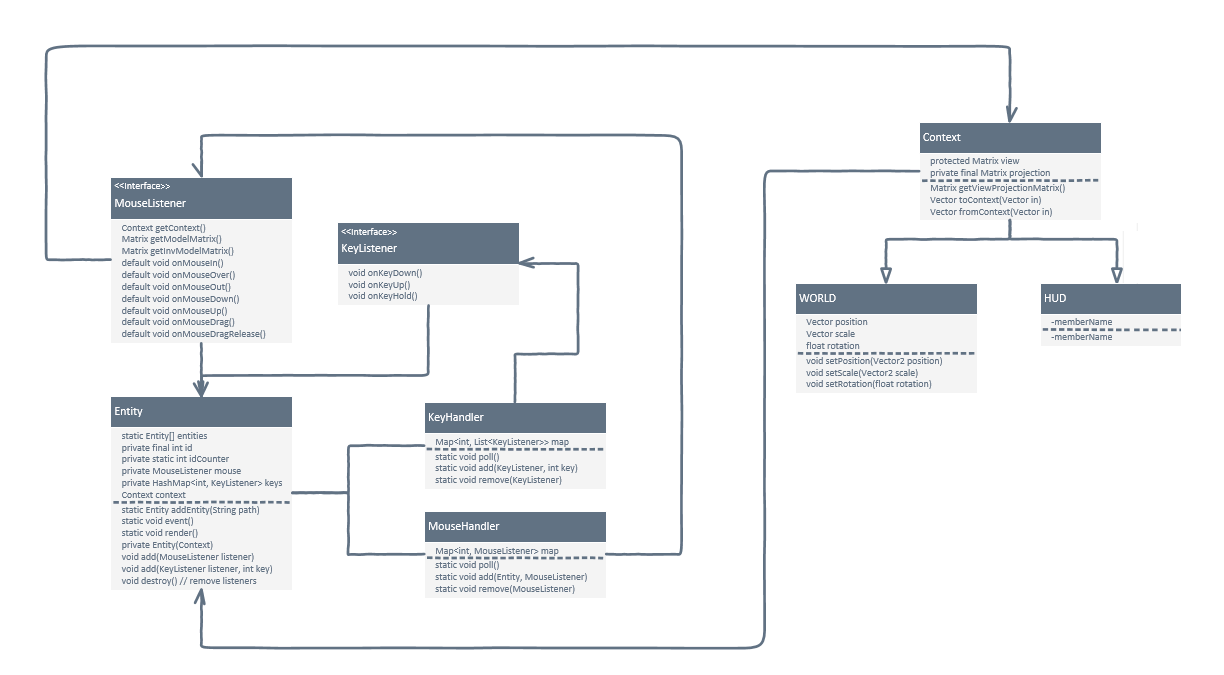 <<Interface>>
MouseListener
Context getContext()
Matrix getModelMatrix()
Matrix getInvModelMatrix()
default void onMouseIn()
default void onMouseOver()
default void onMouseOut()
default void onMouseDown()
default void onMouseUp()
default void onMouseDrag()
default void onMouseDragRelease()
<<Interface>>
KeyListener
void onKeyDown()
void onKeyUp()
void onKeyHold()
Context
protected Matrix view
private final Matrix projection
Matrix getViewProjectionMatrix()
Vector toContext(Vector in)
Vector fromContext(Vector in)
WORLD
Vector position
Vector scale
float rotation
void setPosition(Vector2 position)
void setScale(Vector2 scale)
void setRotation(float rotation)
HUD
-memberName
-memberName
Entity
static Entity[] entities
private final int id
private static int idCounter
private MouseListener mouse
private HashMap<int, KeyListener> keys
Context context
static Entity addEntity(String path)
static void event()
static void render()
private Entity(Context)
void add(MouseListener listener)
void add(KeyListener listener, int key)
void destroy() // remove listeners
KeyHandler
Map<int, List<KeyListener>> map
static void poll()
static void add(KeyListener, int key)
static void remove(KeyListener)
MouseHandler
Map<int, MouseListener> map
static void poll()
static void add(Entity, MouseListener)
static void remove(MouseListener)